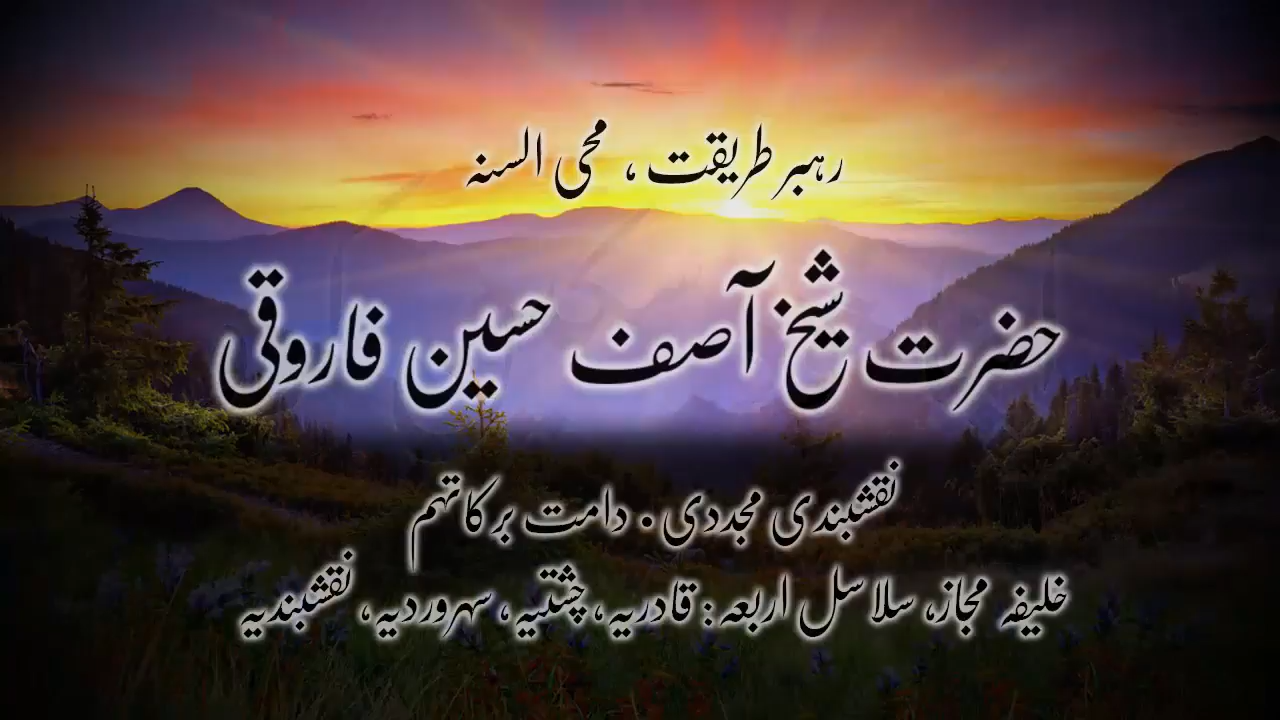 رہبر طریقت ، محی السنہ
حضرت شیخ آصف حسین فاروقی
نقشبندی مجددی . دامت برکاتہم
خلیفہ مجاز، سلاسل اربعہ : قادریہ، چشتیہ، سہروردیہ، نقشبندیہ